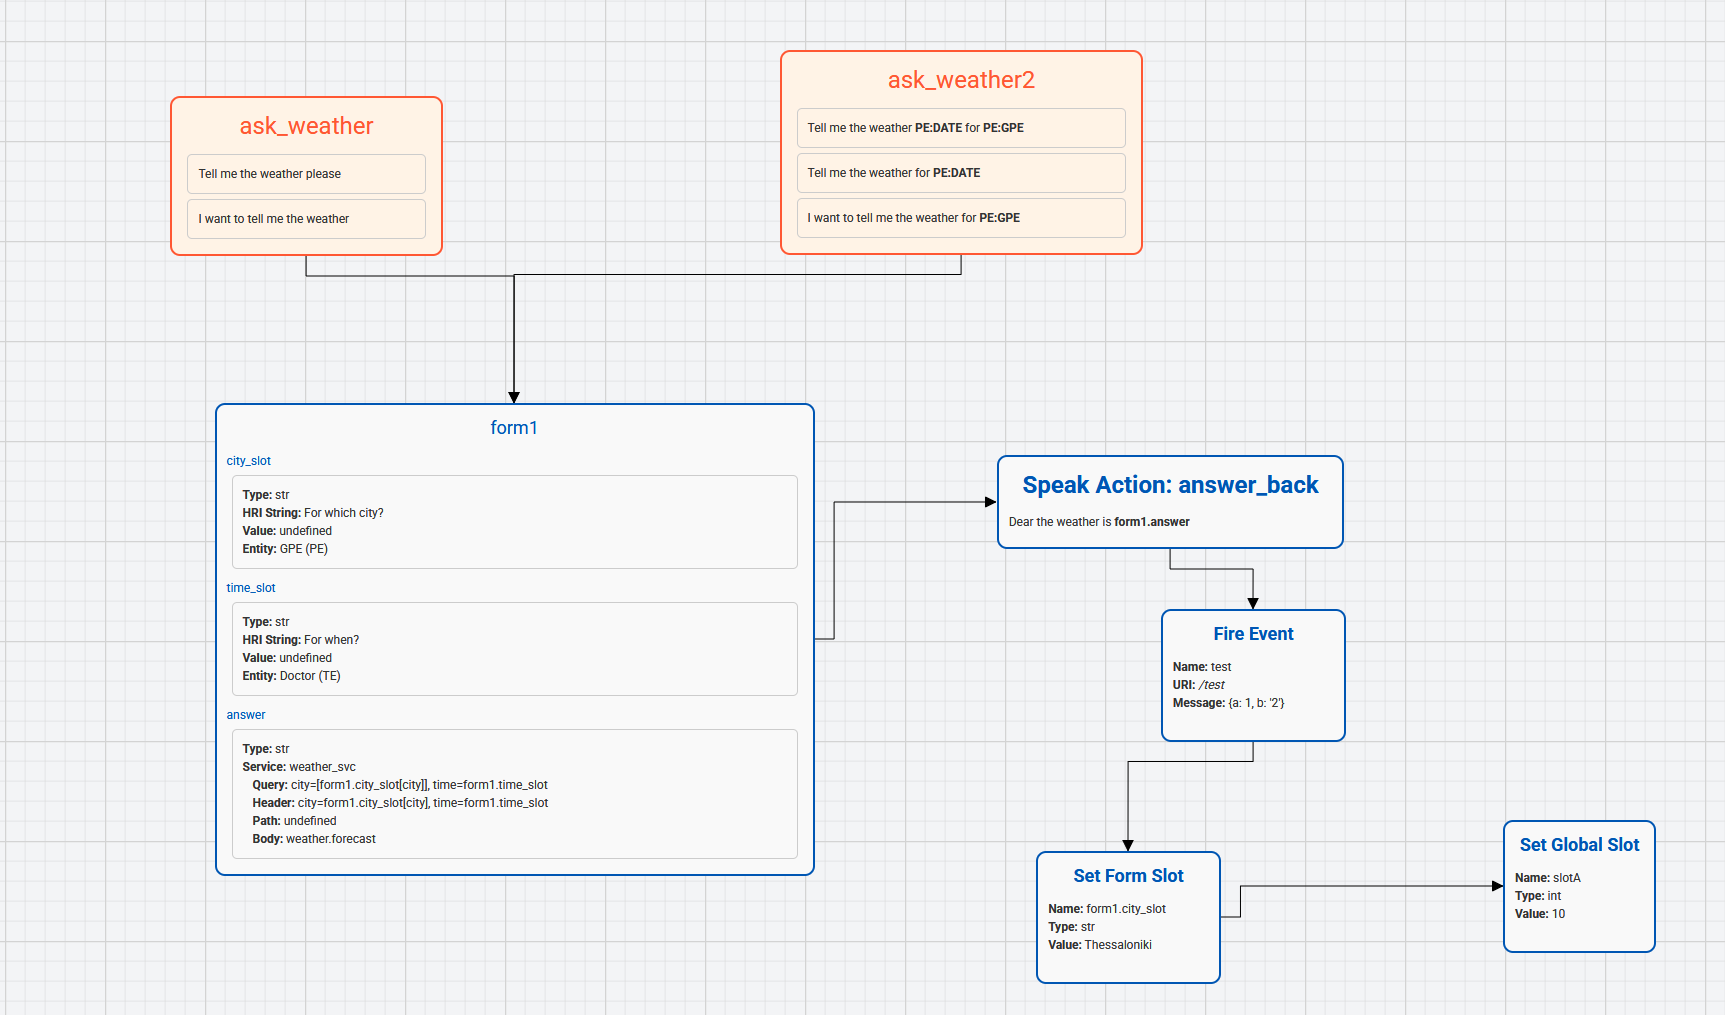 ask_weather
Tell me the weather please
I want to tell me the weather
ask_weather2
Tell me the weather PE:DATE for PE:GPE
Tell me the weather for PE:DATE
I want to tell me the weather for PE:GPE
form1
city_slot
Type: str
HRI String: For which city?
Value: undefined
Entity: GPE (PE)
time_slot
Type: str
HRI String: For when?
Value: undefined
Entity: Doctor (TE)
answer
Type: str
Service: weather_svc
Query: city=[form1.city_slot[city]], time=form1.time_slot
Header: city=form1.city_slot[city], time=form1.time_slot
Path: undefined
Body: weather.forecast
Speak Action: answer_back
Dear the weather is form1.answer
Fire Event
Name: test
URI: /test
Message: {a: 1, b: '2'}
Set Form Slot
Name: form1.city_slot
Type: str
Value: Thessaloniki
Set Global Slot
Name: slotA
Type: int
Value: 10